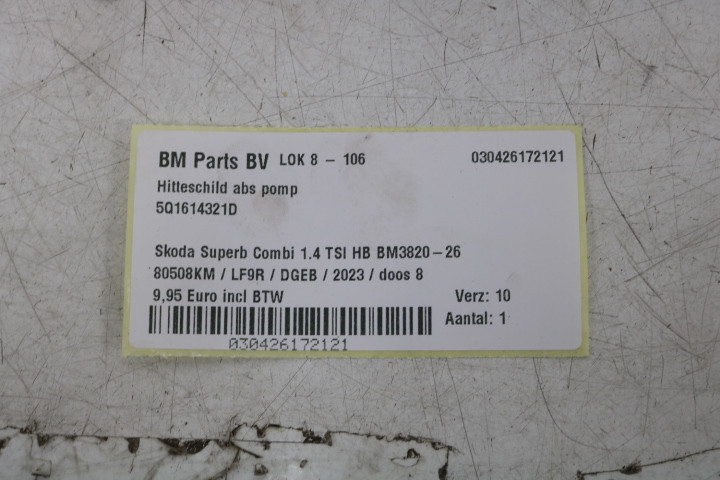 BM Parts BV LOK 8 - 106 030426172121
Hitteschild abs pomp
5Q1614321D
Skoda Superb Combi 1.4 TSI HB BM3820-26
80508KM / LF9R / DGEB / 2023 / doos 8
9,95 Euro incl BTW Verz: 10
Aantal: 1
030426172121